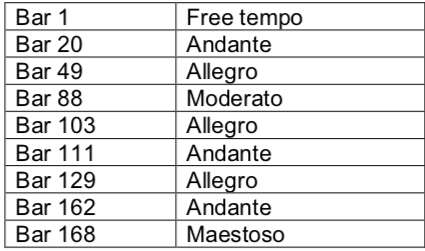 Bar 1 Free tempo
Bar 20 Andante
Bar 49 Allegro
Bar 88 Moderato
Bar 103 Allegro
Bar 111 Andante
Bar 129 Allegro
Bar 162 Andante
Bar 168 Maestoso